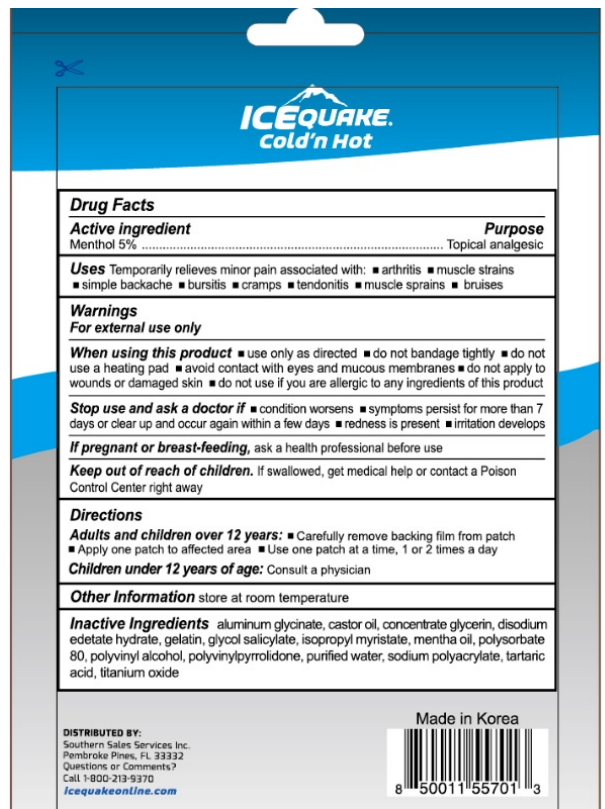 ICEQUAKE.
Cold'n Hot
Drug Facts
Active ingredient Purpose
Menthol 5% ................................................................................ Topical analgesic
Uses Temporarily relieves minor pain associated with: ■ arthritis ■ muscle strains
■ simple backache ■ bursitis ■ cramps ■ tendonitis ■ muscle sprains ■ bruises
Warnings
For external use only
When using this product ■ use only as directed ■ do not bandage tightly ■ do not
use a heating pad ■ avoid contact with eyes and mucous membranes ■ do not apply to
wounds or damaged skin ■ do not use if you are allergic to any ingredients of this product
Stop use and ask a doctor if ■ condition worsens ■ symptoms persist for more than 7
days or clear up and occur again within a few days ■ redness is present ■ irritation develops
If pregnant or breast-feeding, ask a health professional before use
Keep out of reach of children. If swallowed, get medical help or contact a Poison
Control Center right away
Directions
Adults and children over 12 years: ■ Carefully remove backing film from patch
■ Apply one patch to affected area ■ Use one patch at a time, 1 or 2 times a day
Children under 12 years of age: Consult a physician
Other Information store at room temperature
Inactive Ingredients aluminum glycinate, castor oil, concentrate glycerin, disodium
edetate hydrate, gelatin, glycol salicylate, isopropyl myristate, mentha oil, polysorbate
80, polyvinyl alcohol, polyvinylpyrrolidone, purified water, sodium polyacrylate, tartaric
acid, titanium oxide
DISTRIBUTED BY:
Southern Sales Services Inc.
Pembroke Pines, FL 33332
Questions or Comments?
Call 1-800-213-9370
icequakeonline.com
Made in Korea
8 50011 55701 3